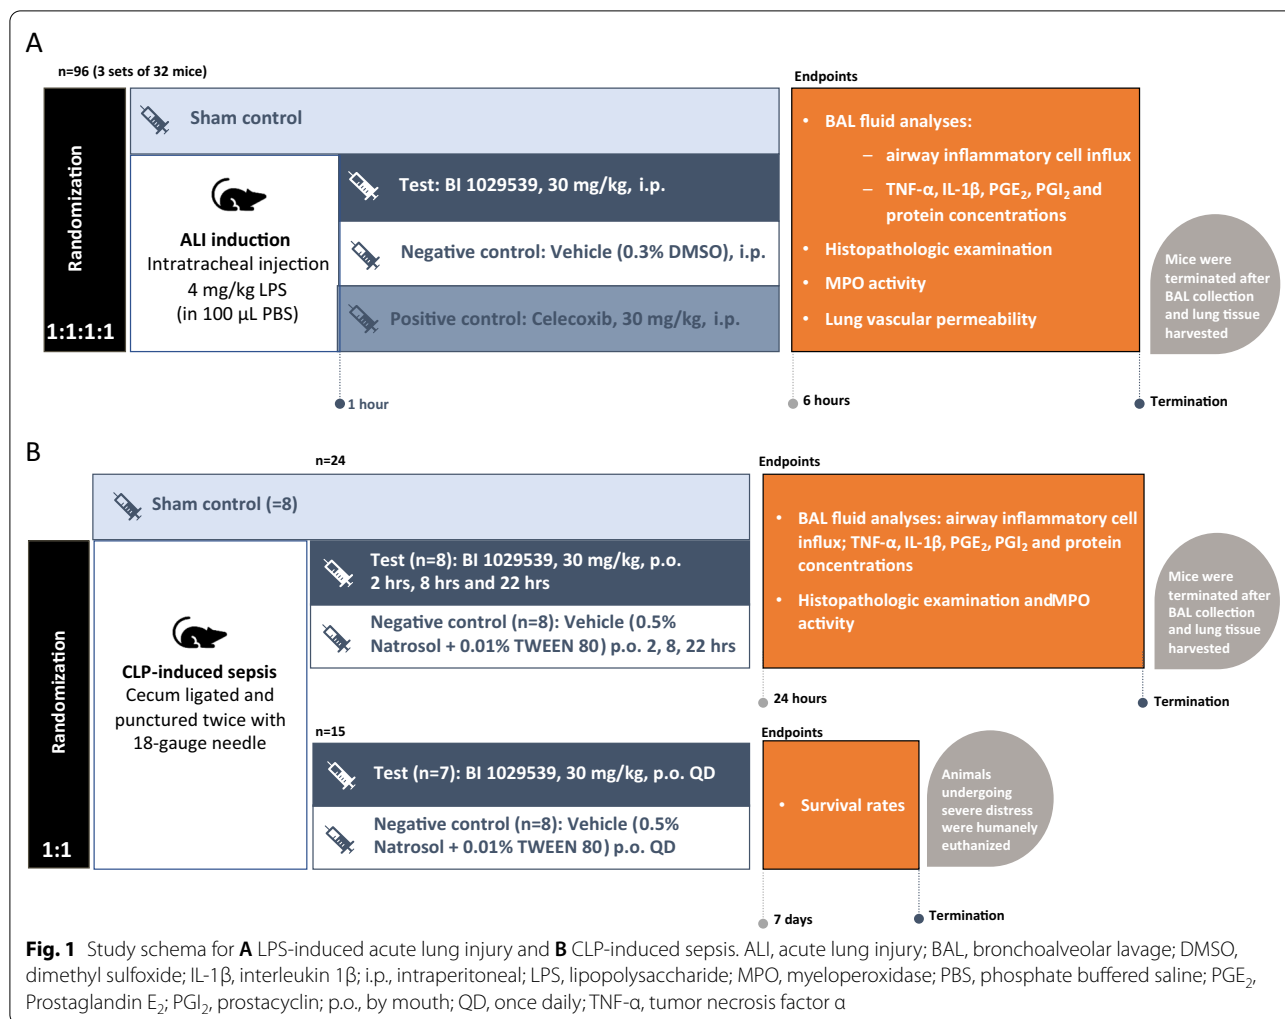 A
n=96 (3 sets of 32 mice)
Randomization
1:1:1:1
Sham control
ALI induction
Intratracheal injection
4 mg/kg LPS
(in 100 µL PBS)
Test: BI 1029539, 30 mg/kg, i.p.
Negative control: Vehicle (0.3% DMSO), i.p.
Positive control: Celecoxib, 30 mg/kg, i.p.
1 hour
Endpoints
• BAL fluid analyses:
– airway inflammatory cell influx
– TNF-α, IL-1β, PGE₂, PGI₂ and
protein concentrations
• Histopathologic examination
• MPO activity
• Lung vascular permeability
6 hours
Mice were
terminated after
BAL collection
and lung tissue
harvested
Termination
B
n=24
Randomization
1:1
Sham control (=8)
CLP-induced sepsis
Cecum ligated and
punctured twice with
18-gauge needle
Test (n=8): BI 1029539, 30 mg/kg, p.o.
2 hrs, 8 hrs and 22 hrs
Negative control (n=8): Vehicle (0.5%
Natrosol + 0.01% TWEEN 80) p.o. 2, 8, 22 hrs
Endpoints
• BAL fluid analyses: airway inflammatory cell
influx; TNF-α, IL-1β, PGE₂, PGI₂ and protein
concentrations
• Histopathologic examination andMPO
activity
24 hours
Mice were
terminated after
BAL collection
and lung tissue
harvested
Termination
n=15
Test (n=7): BI 1029539, 30 mg/kg, p.o. QD
Negative control (n=8): Vehicle (0.5%
Natrosol + 0.01% TWEEN 80) p.o. QD
Endpoints
• Survival rates
7 days
Animals
undergoing
severe distress
were humanely
euthanized
Termination
Fig. 1 Study schema for A LPS-induced acute lung injury and B CLP-induced sepsis. ALI, acute lung injury; BAL, bronchoalveolar lavage; DMSO,
dimethyl sulfoxide; IL-1β, interleukin 1β; i.p., intraperitoneal; LPS, lipopolysaccharide; MPO, myeloperoxidase; PBS, phosphate buffered saline; PGE₂,
Prostaglandin E₂; PGI₂, prostacyclin; p.o., by mouth; QD, once daily; TNF-α, tumor necrosis factor α